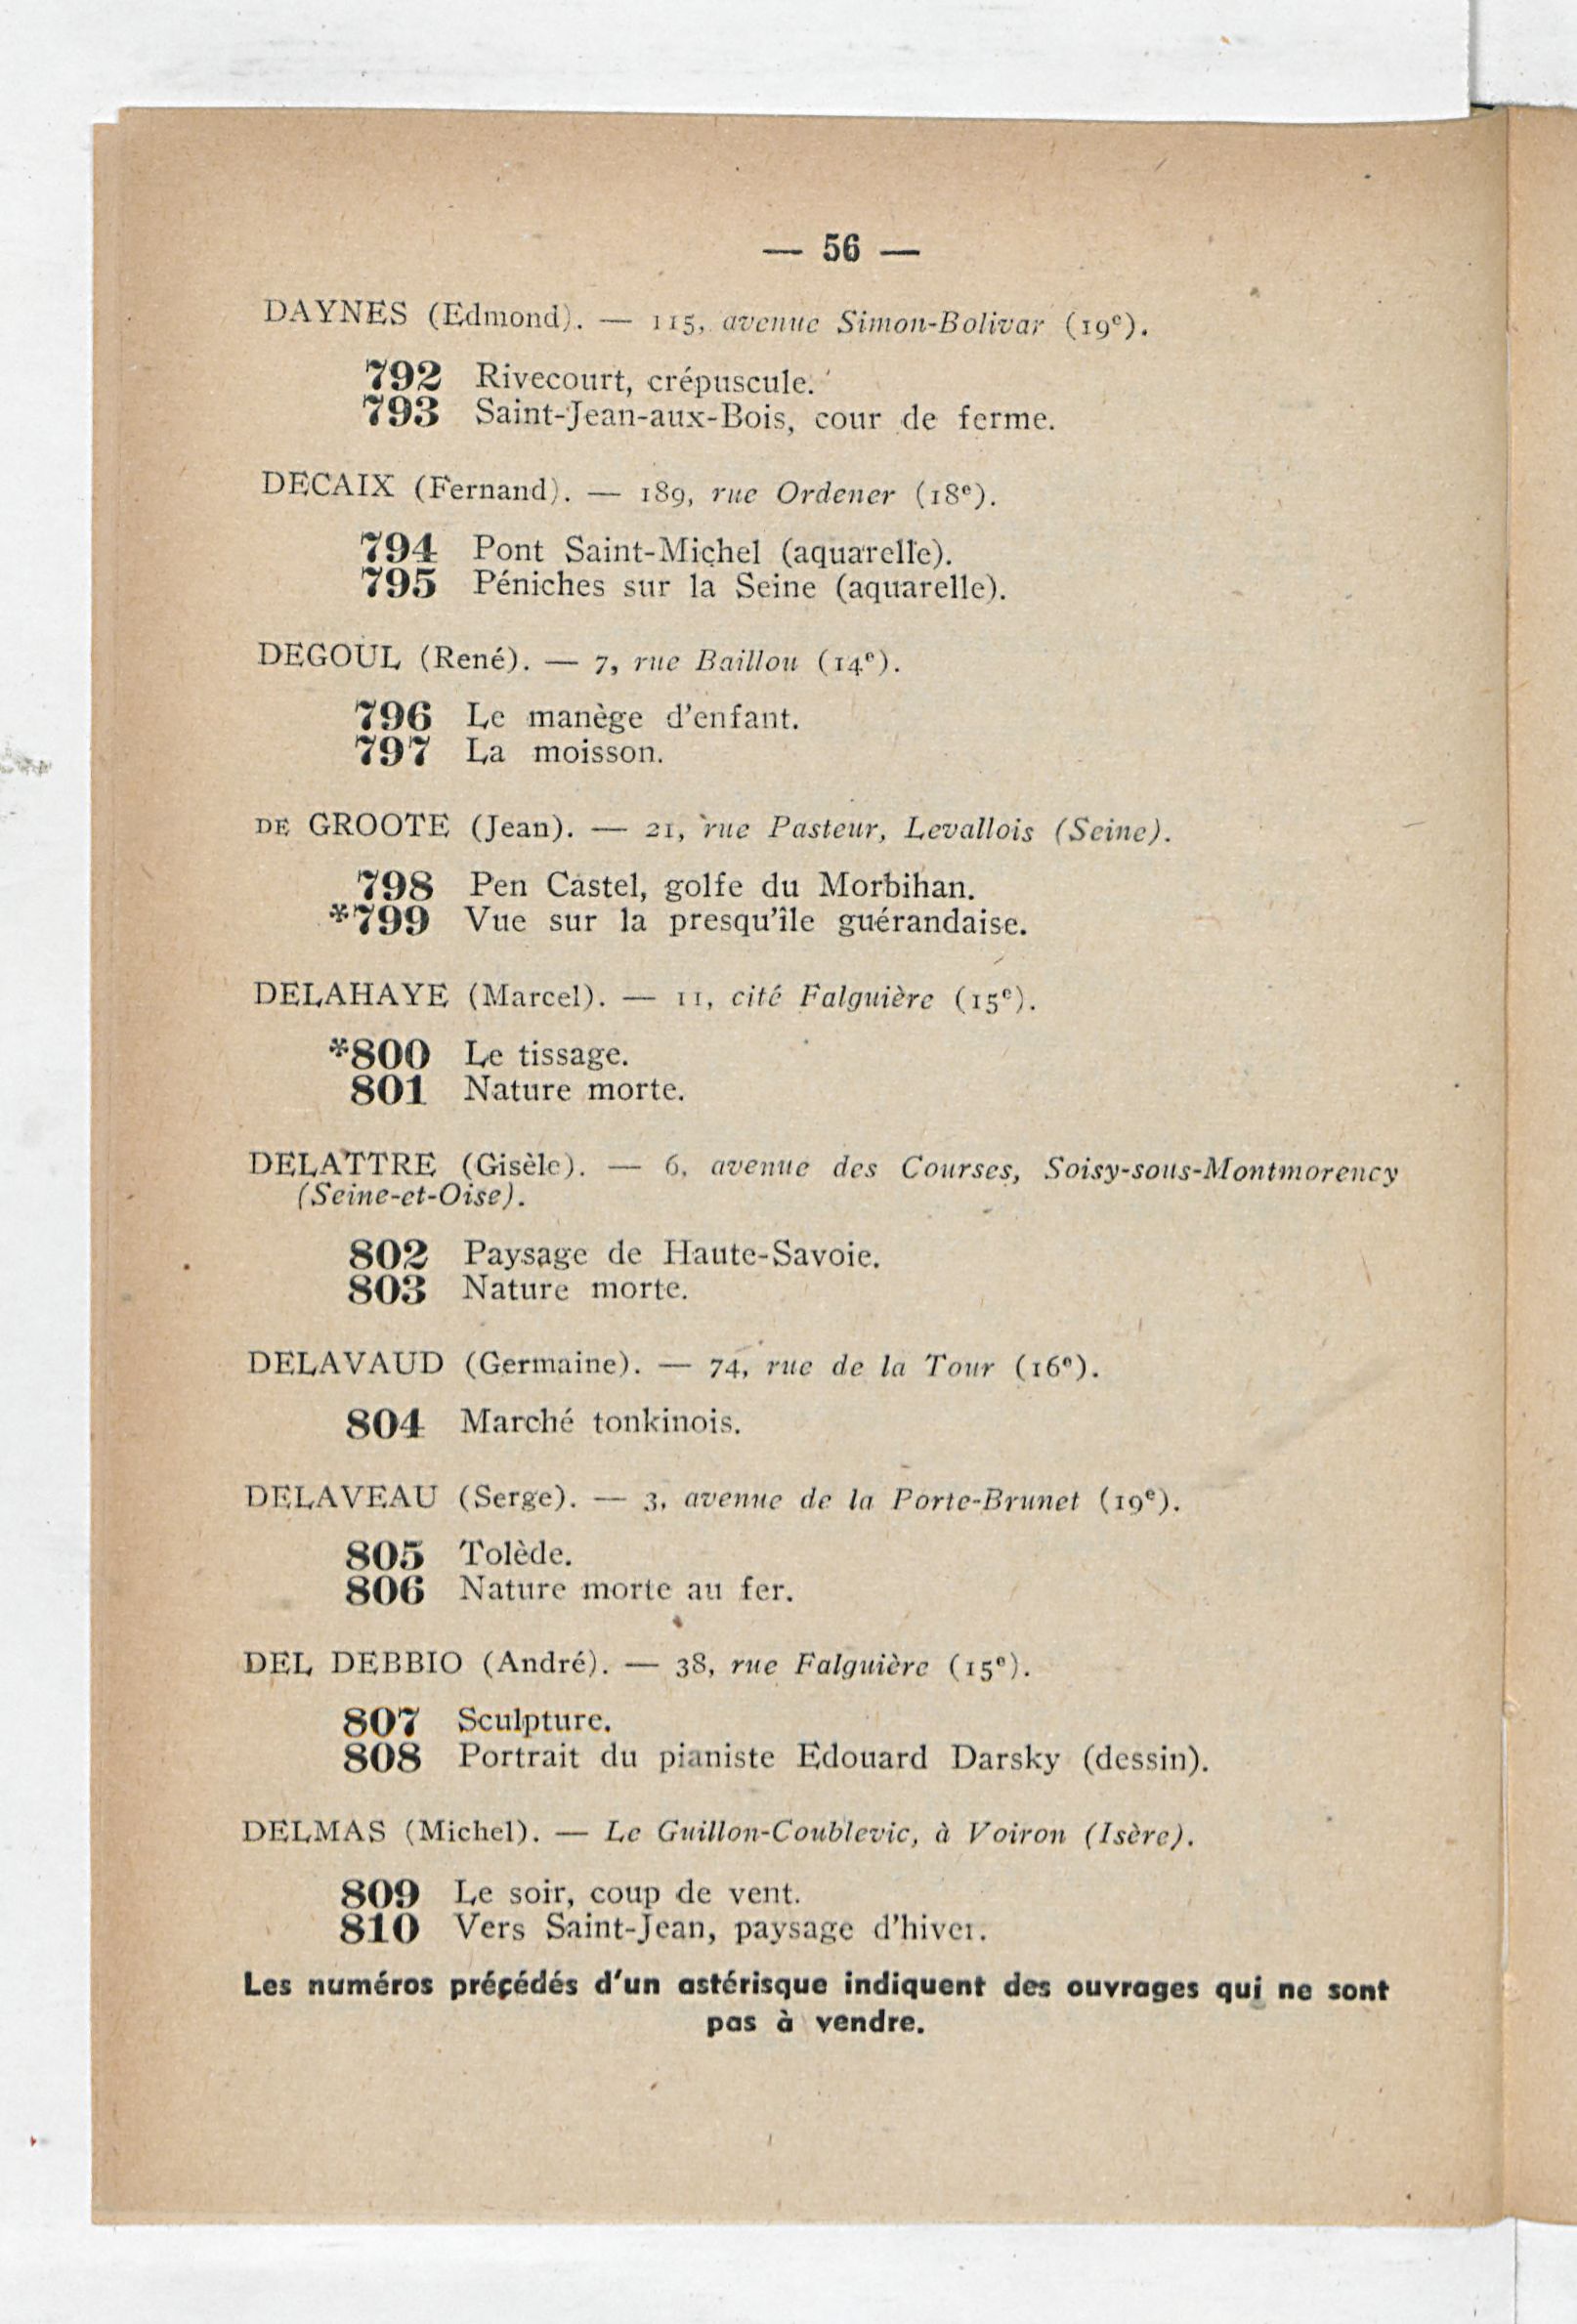 — 56 —
DAYNES (Edmond). — 115, avenue Simon-Bolivar (19e).
792 Rivecourt, crépuscule.
793 Saint-Jean-aux-Bois, cour de ferme.
DECAIX (Fernand). — 189, rue Ordener (18e).
794 Pont Saint-Michel (aquarelle).
795 Péniches sur la Seine (aquarelle).
DEGOUL (René). — 7, rue Baillou (14e).
796 Le manège d'enfant.
797 La moisson.
DE GROOTE (Jean). — 21, rue Pasteur, Levallois (Seine).
798 Pen Castel, golfe du Morbihan.
*799 Vue sur la presqu'île guérandaise.
DELAHAYE (Marcel). — 11, cité Falguière (15e).
*800 Le tissage.
801 Nature morte.
DELATTRE (Gisèle). — 6, avenue des Courses, Soisy-sous-Montmorency
(Seine-et-Oise).
802 Paysage de Haute-Savoie.
803 Nature morte.
DELAVAUD (Germaine). — 74, rue de la Tour (16e).
804 Marché tonkinois.
DELAVEAU (Serge). — 3, avenue de la Porte-Brunet (19e).
805 Tolède.
806 Nature morte au fer.
DEL DEBBIO (André). — 38, rue Falguière (15e).
807 Sculpture.
808 Portrait du pianiste Edouard Darsky (dessin).
DELMAS (Michel). — Le Guillon-Coublevic, à Voiron (Isère).
809 Le soir, coup de vent.
810 Vers Saint-Jean, paysage d'hiver.
Les numéros préçédés d'un astérisque indiquent des ouvrages qui ne sont
pas à vendre.